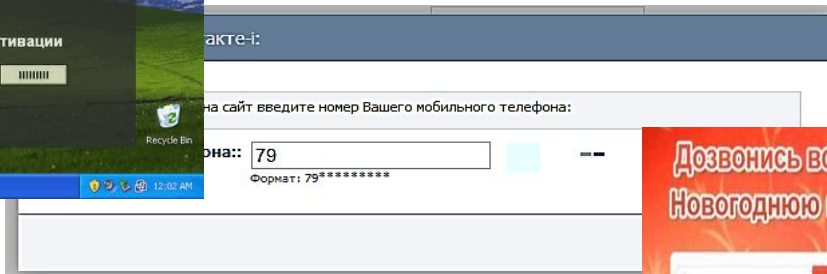 тивации
Recycle Bin
12:02 AM
акте-i:
на сайт введите номер Вашего мобильного телефона:
она::
79
Формат: 79*********
Дозвонись
Новогоднюю